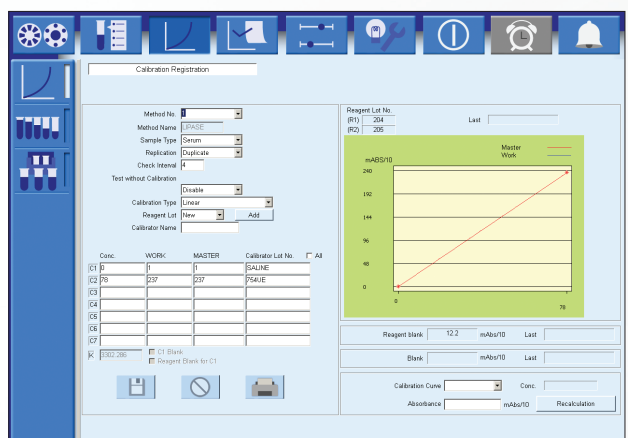 Calibration Registration
Method No. 1
Method Name LIPASE
Sample Type Serum
Replication Duplicate
Check Interval 4
Test without Calibration
Disable
Calibration Type Linear
Reagent Lot New Add
Calibrator Name
Conc. WORK MASTER Calibrator Lot No. All
C1 0 1 1 SALINE
C2 78 237 237 754UE
C3
C4
C5
C6
C7
K 3302.286 C1 Blank
Reagent Blank for C1
Reagent Lot No.
(R1) 204 Last
(R2) 206
mABS/10 Master
Work
240
192
144
96
48
0
0
78
Reagent blank 12.2 mAbs/10 Last
Blank mAbs/10 Last
Calibration Curve Conc.
Absorbance mAbs/10 Recalculation